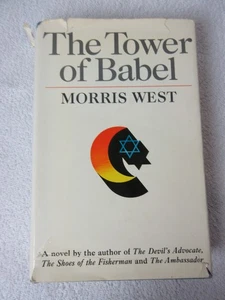 The Tower
of Babel
MORRIS WEST
A novel by the author of The Devil's Advocate,
The Shoes of the Fisherman and The Ambassador